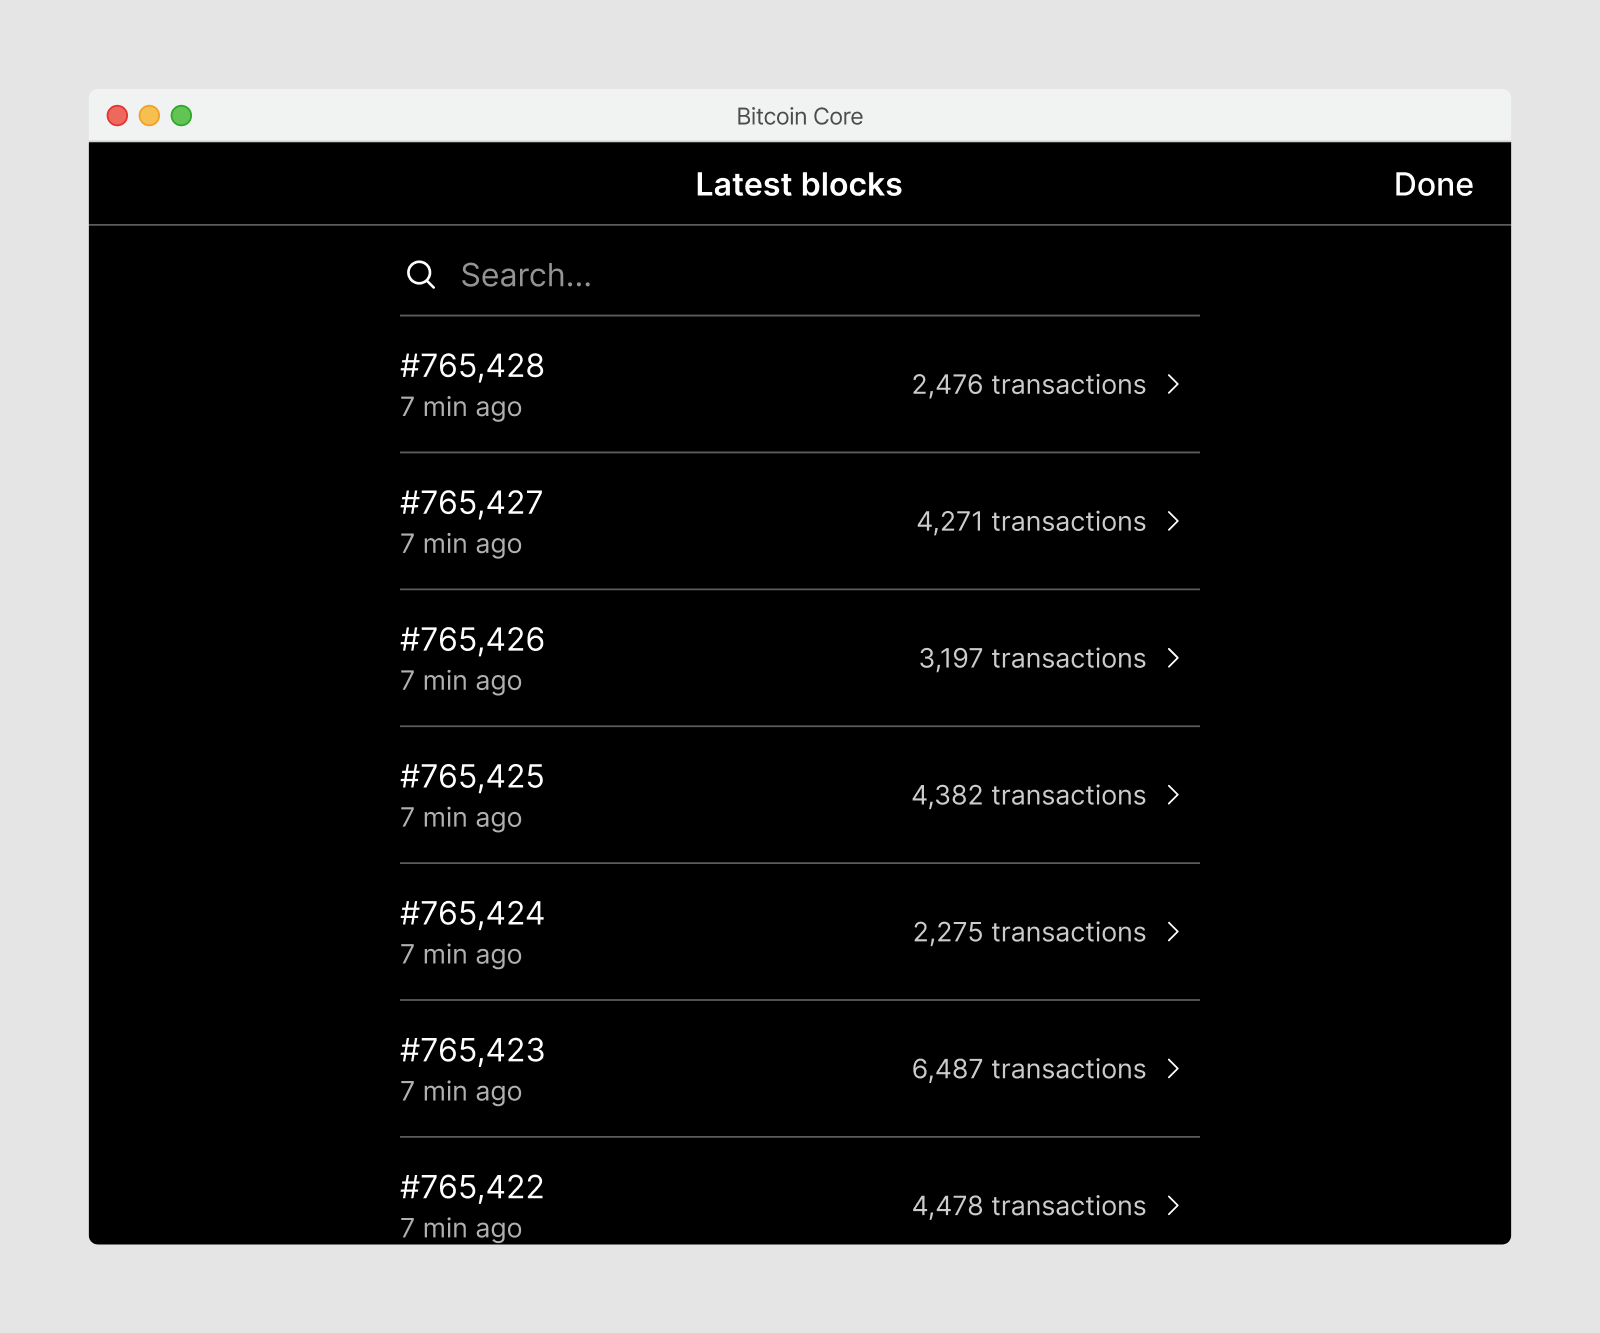 Bitcoin Core
Latest blocks
Done
Search...
#765,428
7 min ago
2,476 transactions
#765,427
7 min ago
4,271 transactions
#765,426
7 min ago
3,197 transactions
#765,425
7 min ago
4,382 transactions
#765,424
7 min ago
2,275 transactions
#765,423
7 min ago
6,487 transactions
#765,422
7 min ago
4,478 transactions